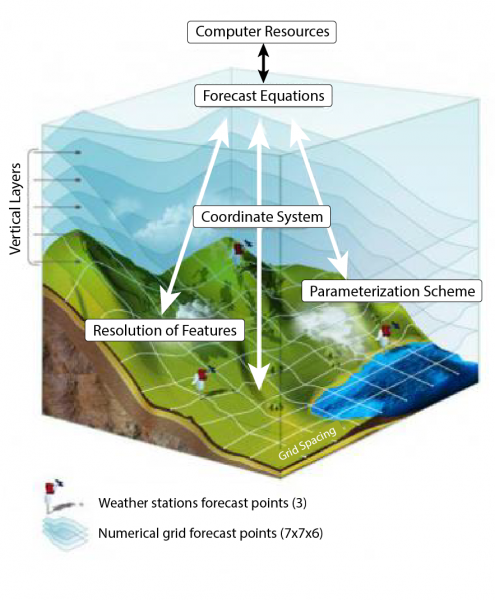 Computer Resources
Forecast Equations
Vertical Layers
Coordinate System
Parameterization Scheme
Resolution of Features
Grid Spacing
Weather stations forecast points (3)
Numerical grid forecast points (7x7x6)